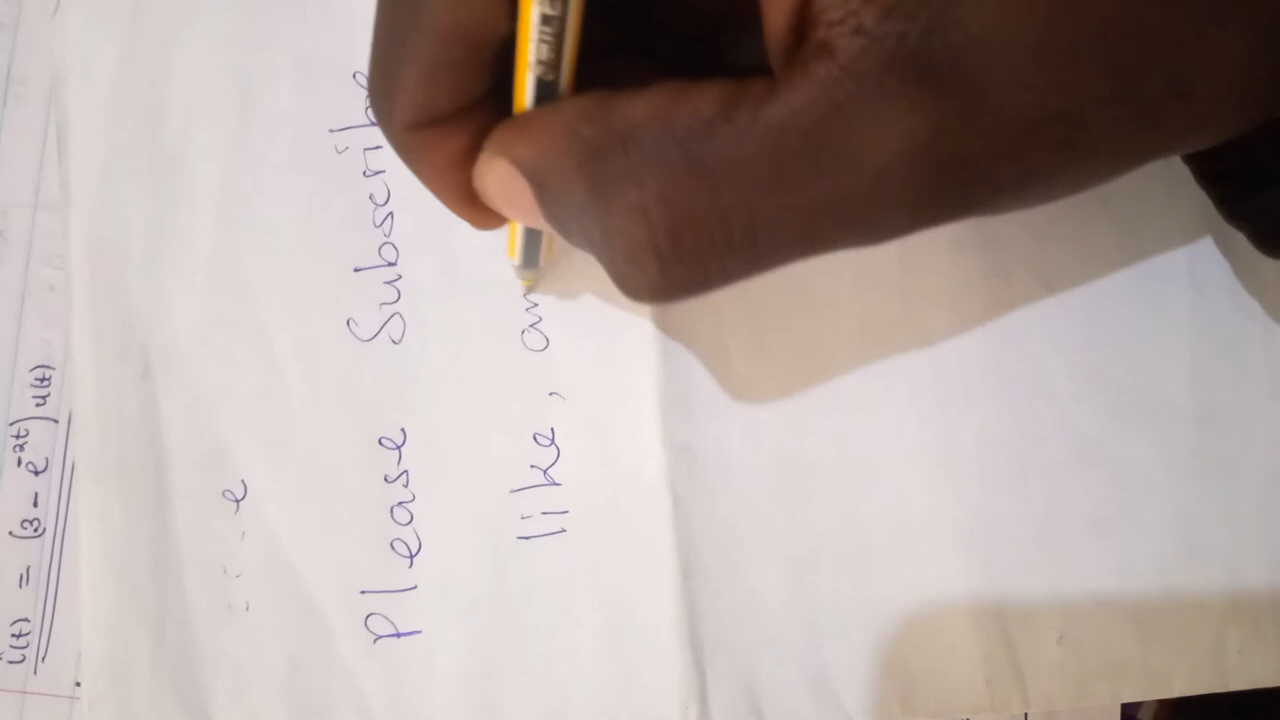 i(t) = (3 - e^-2t) u(t)
e
Please Subscribe
like, an